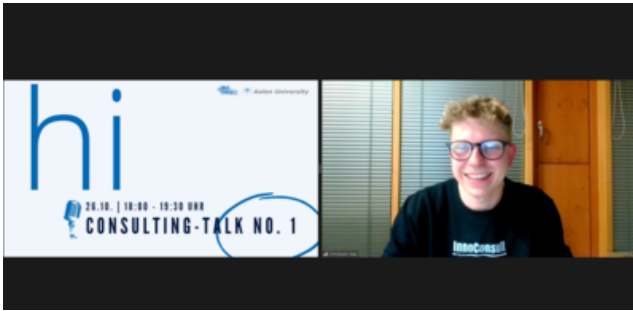 hi
Aalen University
26.10. | 18:00 - 19:30 UHR
CONSULTING-TALK NO. 1
InnoConsult